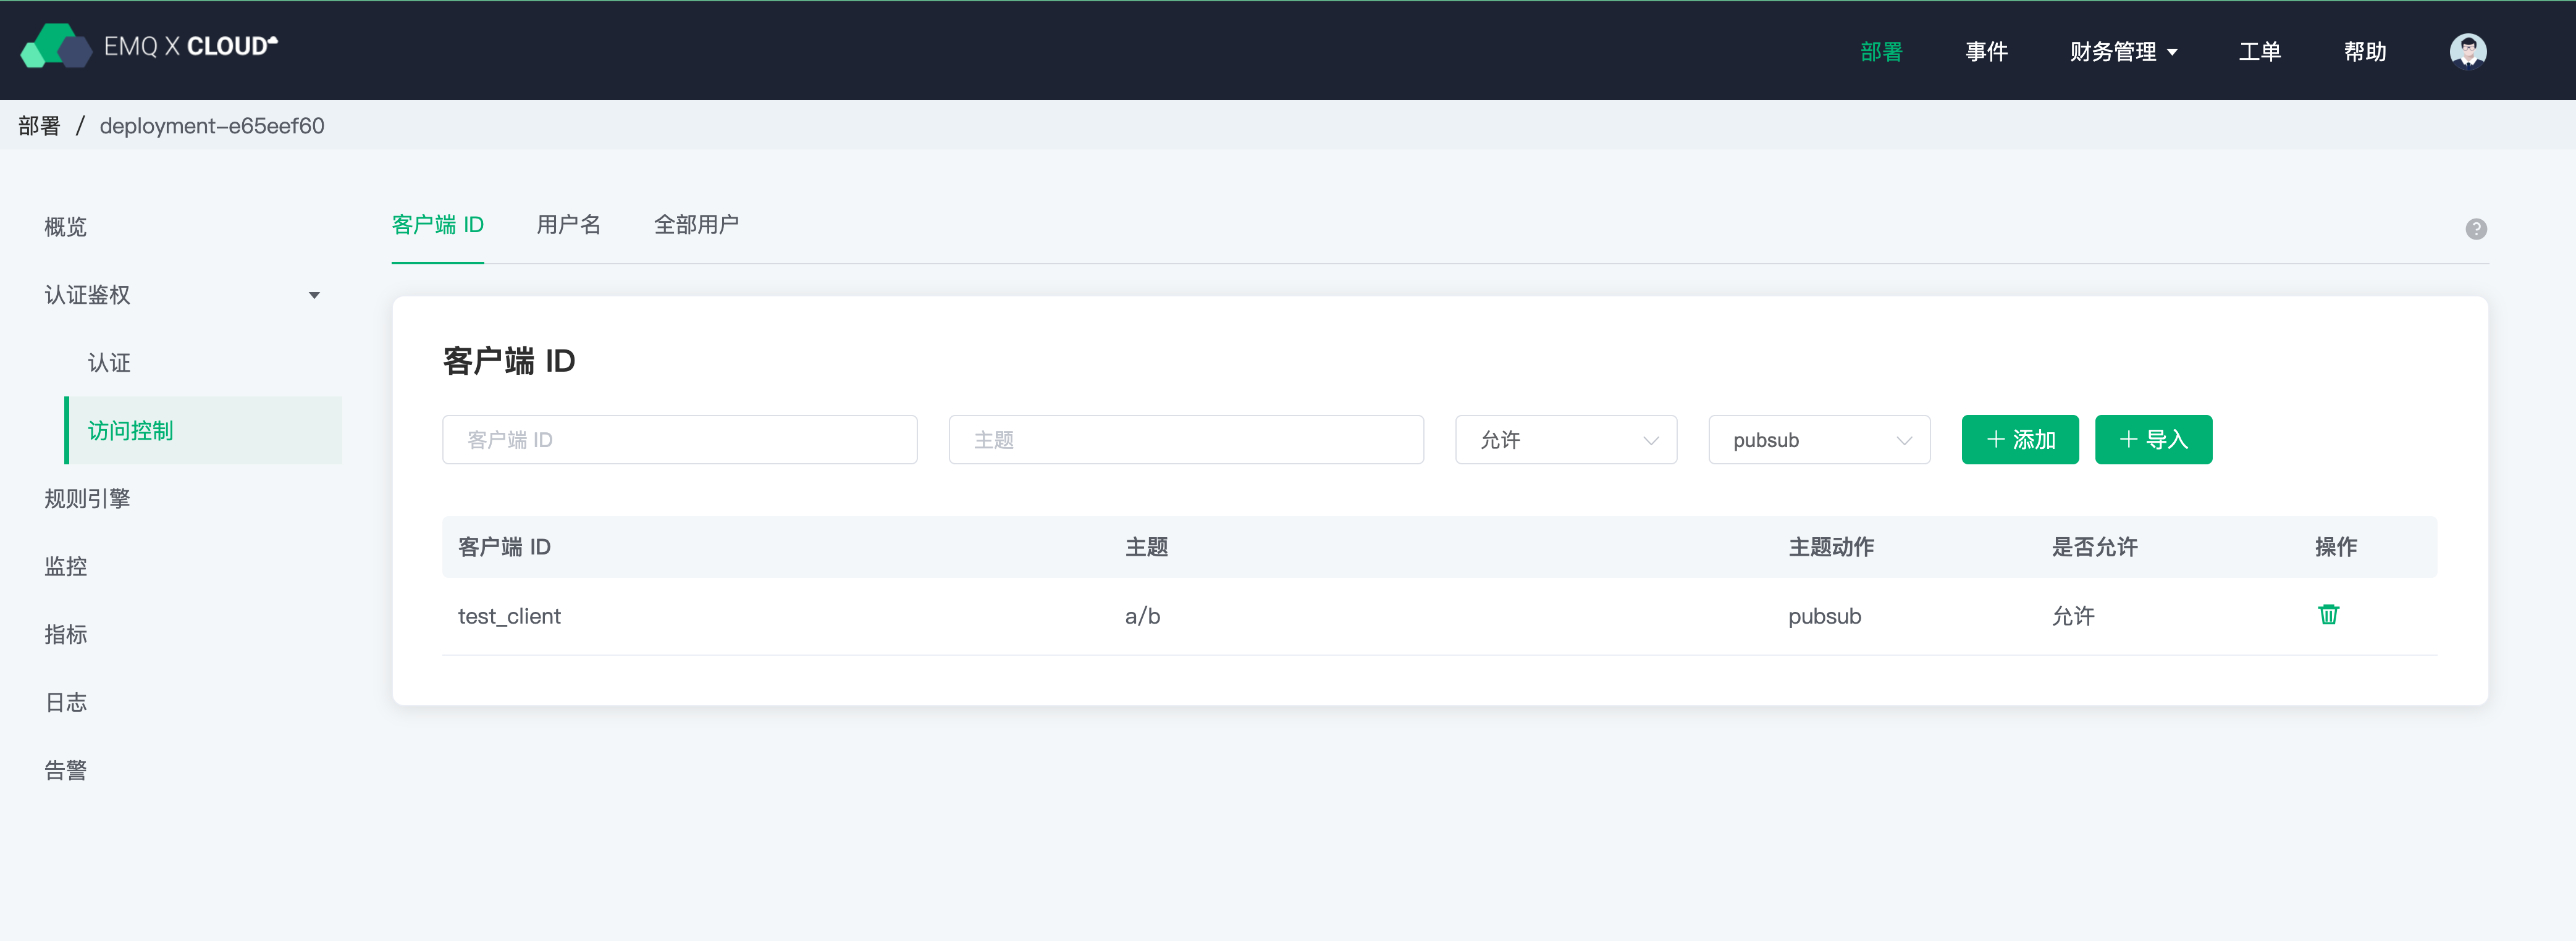 EMQ X CLOUD
部署 事件 财务管理 工单 帮助
部署 / deployment-e65eef60
概览
认证鉴权
认证
访问控制
规则引擎
监控
指标
日志
告警
客户端 ID 用户名 全部用户
?
客户端 ID
客户端 ID 主题 允许 pubsub + 添加 + 导入
客户端 ID 主题 主题动作 是否允许 操作
test_client a/b pubsub 允许